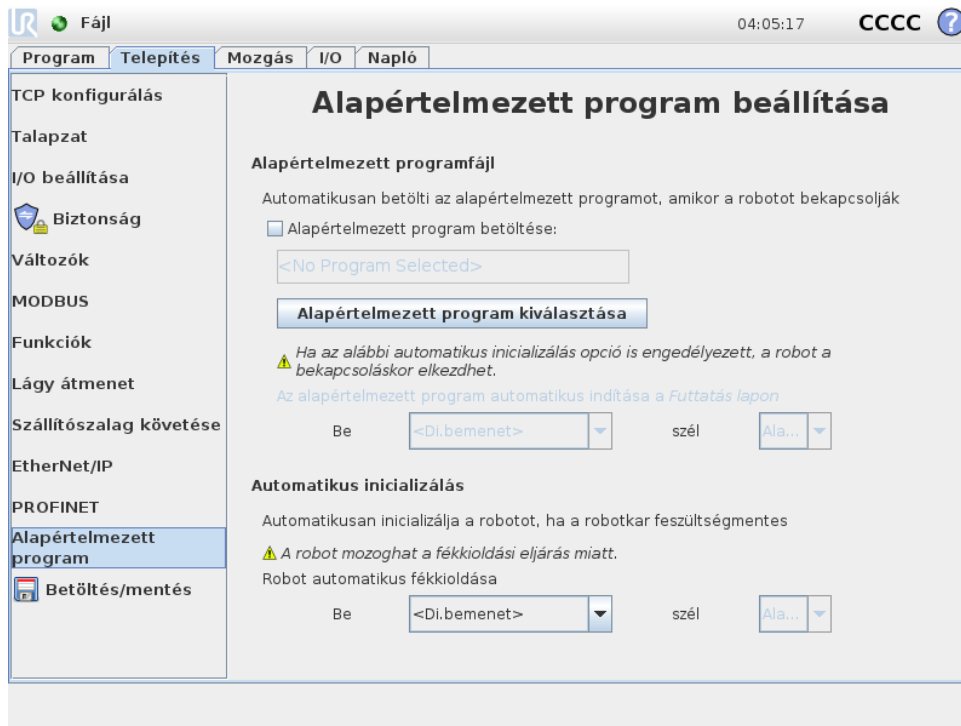 UR Fájl 04:05:17 CCCC ?
Program Telepítés Mozgás I/O Napló
TCP konfigurálás
Talapzat
I/O beállítása
Biztonság
Változók
MODBUS
Funkciók
Lágy átmenet
Szállítószalag követése
EtherNet/IP
PROFINET
Alapértelmezett
program
Betöltés/mentés
Alapértelmezett program beállítása
Alapértelmezett programfájl
Automatikusan betölti az alapértelmezett programot, amikor a robotot bekapcsolják
Alapértelmezett program betöltése:
<No Program Selected>
Alapértelmezett program kiválasztása
Ha az alábbi automatikus inicializálás opció is engedélyezett, a robot a
bekapcsoláskor elkezdhet.
Az alapértelmezett program automatikus indítása a Futtatás lapon
Be <Di.bemenet> szél Ala...
Automatikus inicializálás
Automatikusan inicializálja a robotot, ha a robotkar feszültségmentes
A robot mozoghat a fékkioldási eljárás miatt.
Robot automatikus fékkioldása
Be <Di.bemenet> szél Ala...